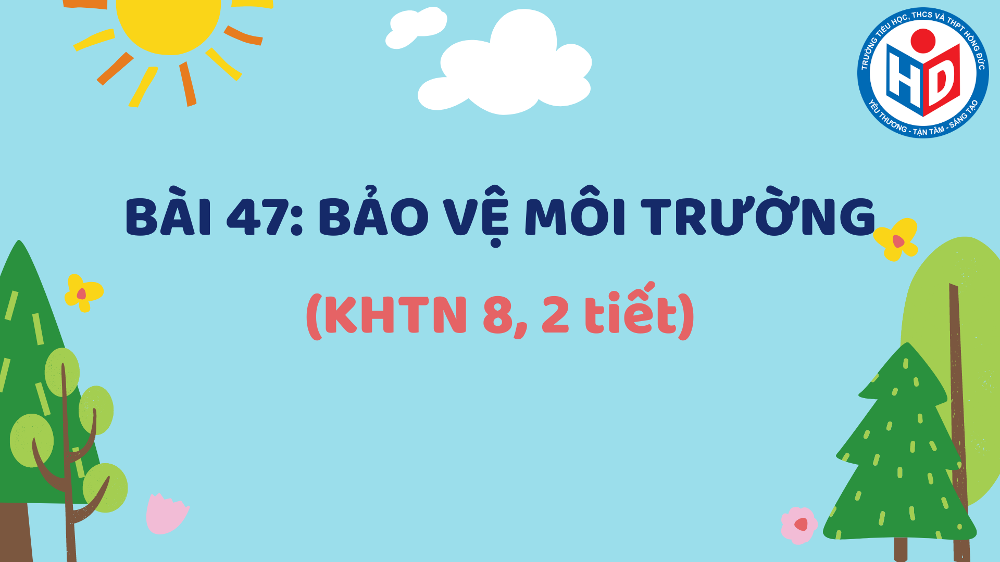 TRƯỜNG TIỂU HỌC, THCS VÀ THPT HỒNG ĐỨC
HD
YÊU THƯƠNG - TẬN TÂM - SÁNG TẠO
BÀI 47: BẢO VỆ MÔI TRƯỜNG
(KHTN 8, 2 tiết)